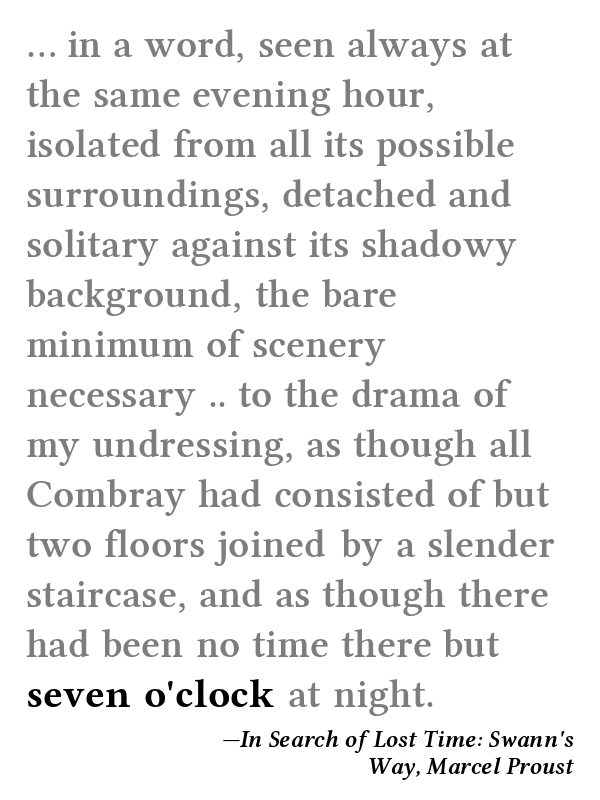 ... in a word, seen always at
the same evening hour,
isolated from all its possible
surroundings, detached and
solitary against its shadowy
background, the bare
minimum of scenery
necessary .. to the drama of
my undressing, as though all
Combray had consisted of but
two floors joined by a slender
staircase, and as though there
had been no time there but
seven o'clock at night.
—In Search of Lost Time: Swann's
Way, Marcel Proust